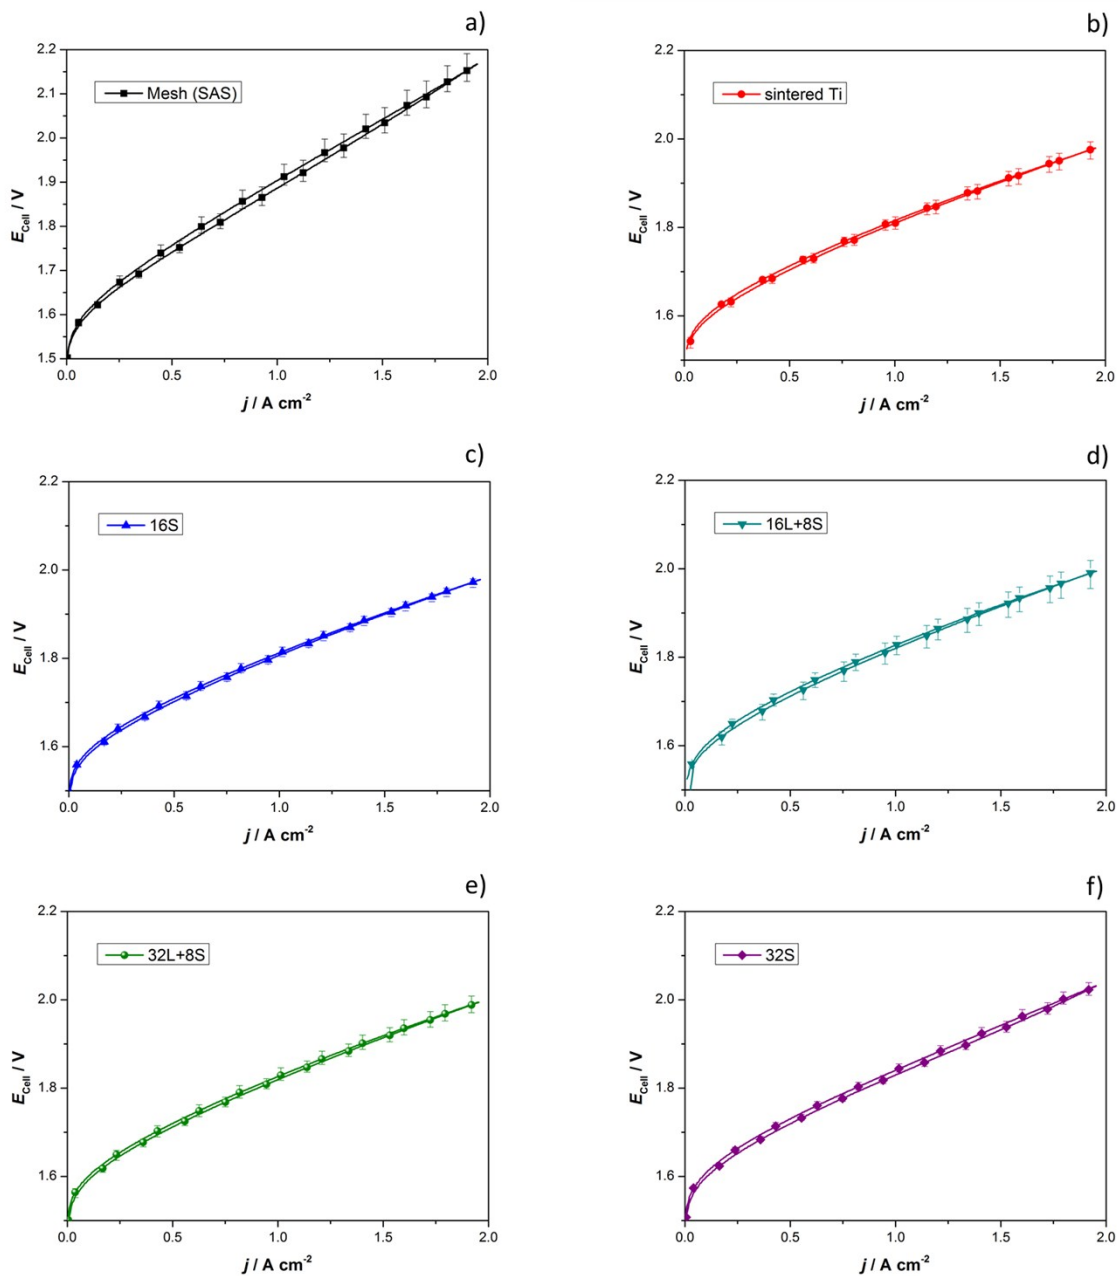 a)
2.2
2.1
2.0
1.9
1.8
1.7
1.6
1.5
Mesh (SAS)
E_Cell / V
0.0 0.5 1.0 1.5 2.0
j / A cm⁻²
b)
2.2
2.0
1.8
1.6
sintered Ti
E_Cell / V
0.0 0.5 1.0 1.5 2.0
j / A cm⁻²
c)
2.2
2.0
1.8
1.6
16S
E_Cell / V
0.0 0.5 1.0 1.5 2.0
j / A cm⁻²
d)
2.2
2.0
1.8
1.6
16L+8S
E_Cell / V
0.0 0.5 1.0 1.5 2.0
j / A cm⁻²
e)
2.2
2.0
1.8
1.6
32L+8S
E_Cell / V
0.0 0.5 1.0 1.5 2.0
j / A cm⁻²
f)
2.2
2.0
1.8
1.6
32S
E_Cell / V
0.0 0.5 1.0 1.5 2.0
j / A cm⁻²